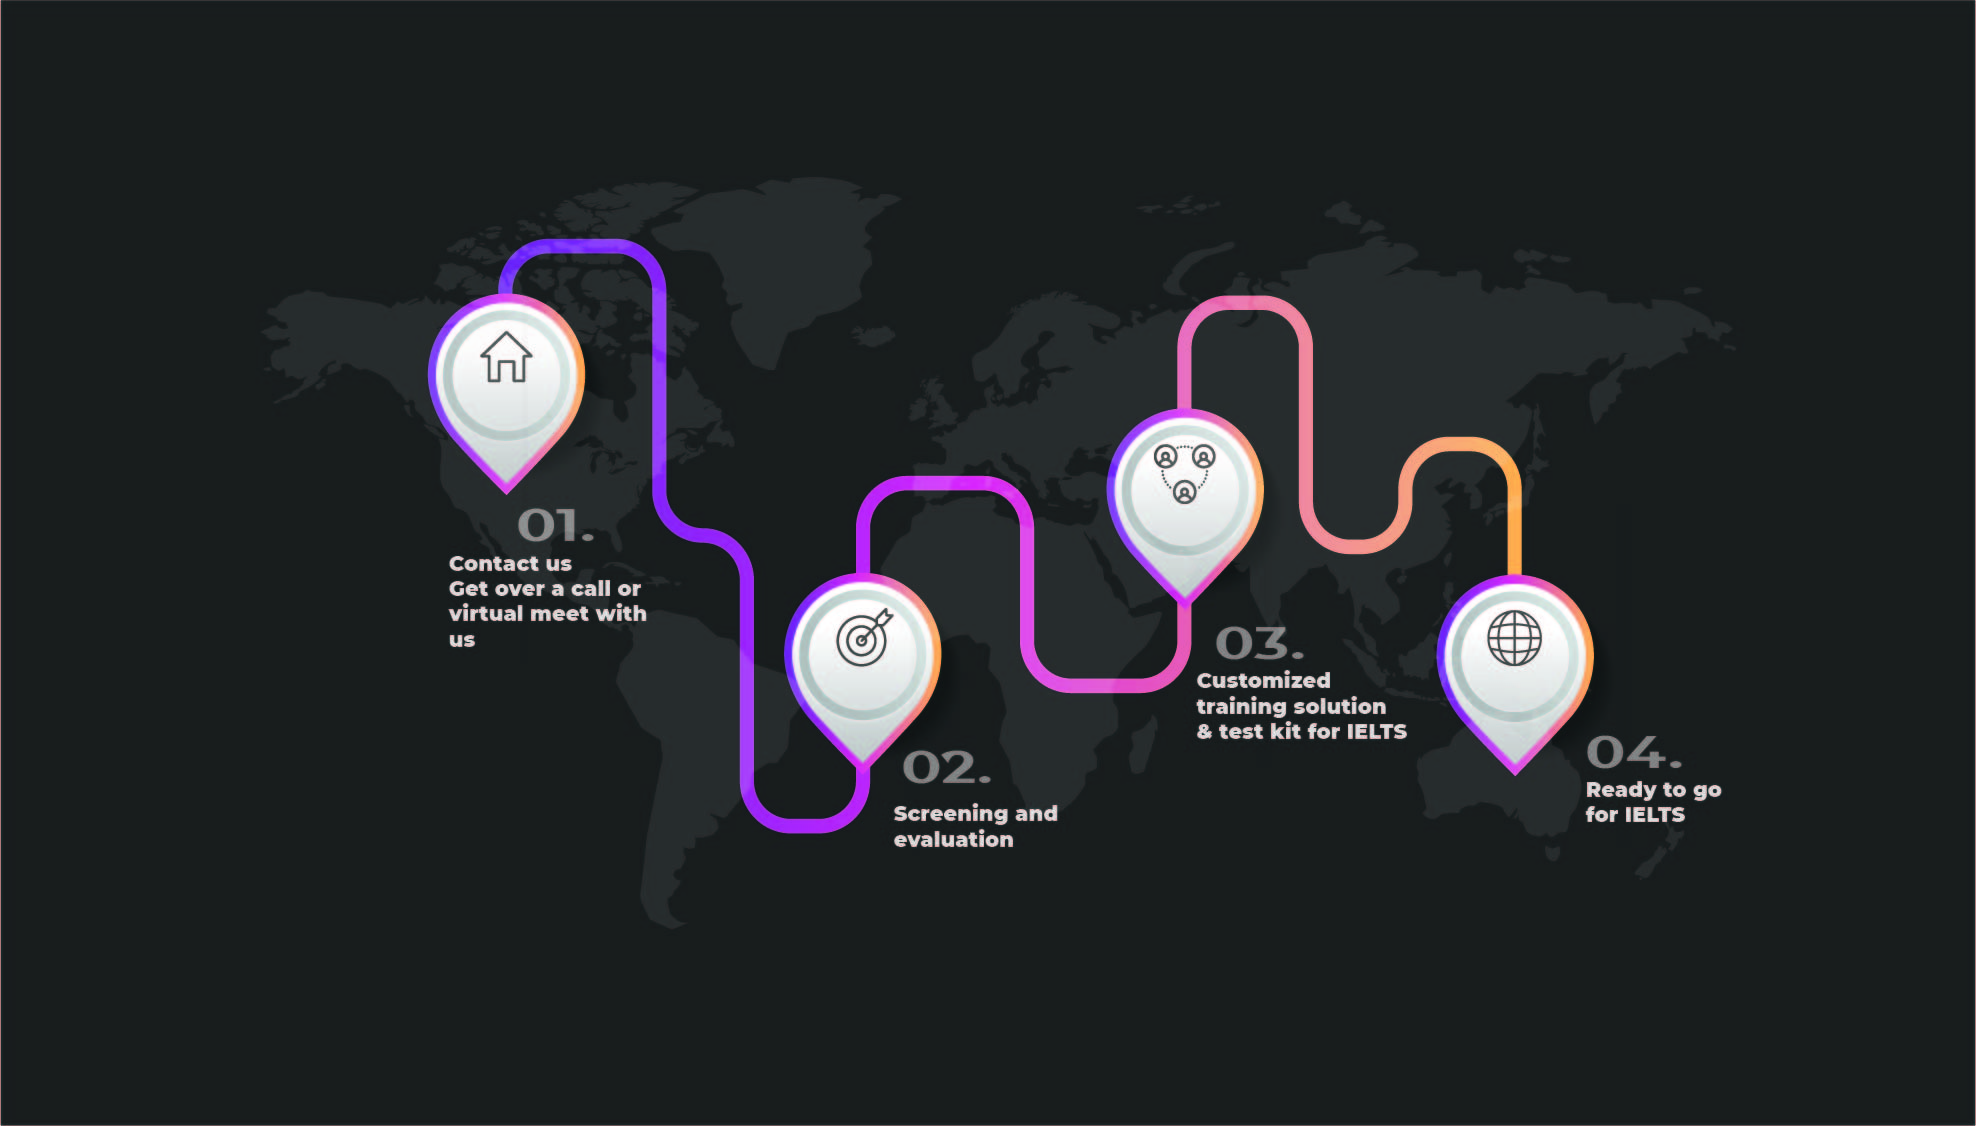 01.
Contact us
Get over a call or
virtual meet with
us
02.
Screening and
evaluation
03.
Customized
training solution
& test kit for IELTS
04.
Ready to go
for IELTS